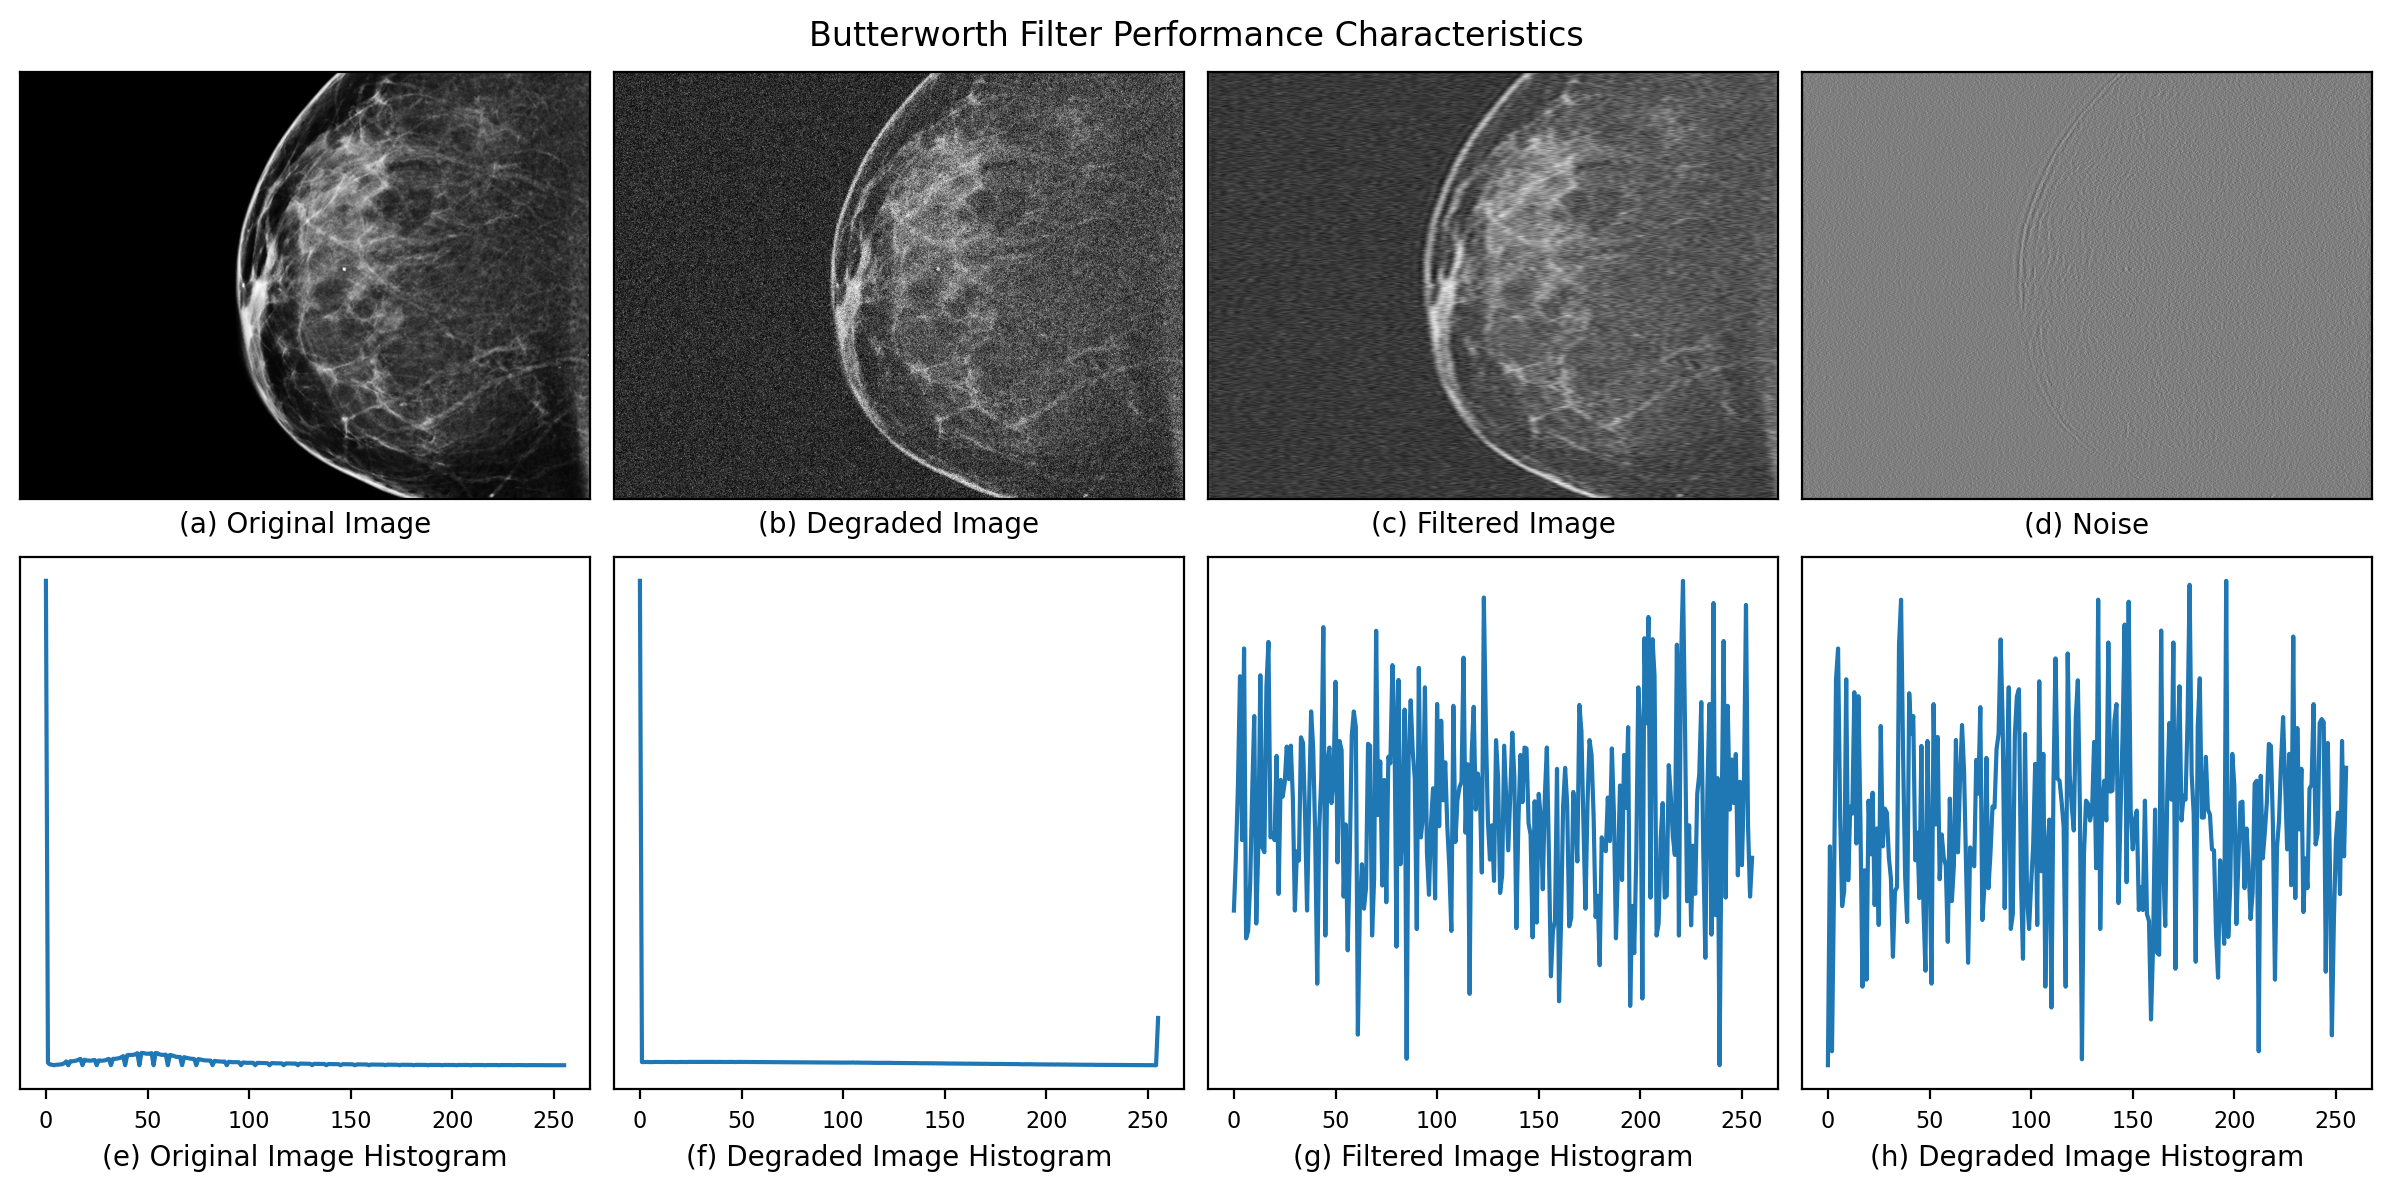 Butterworth Filter Performance Characteristics
(a) Original Image
(b) Degraded Image
(c) Filtered Image
(d) Noise
0 50 100 150 200 250
0 50 100 150 200 250
0 50 100 150 200 250
0 50 100 150 200 250
(e) Original Image Histogram
(f) Degraded Image Histogram
(g) Filtered Image Histogram
(h) Degraded Image Histogram